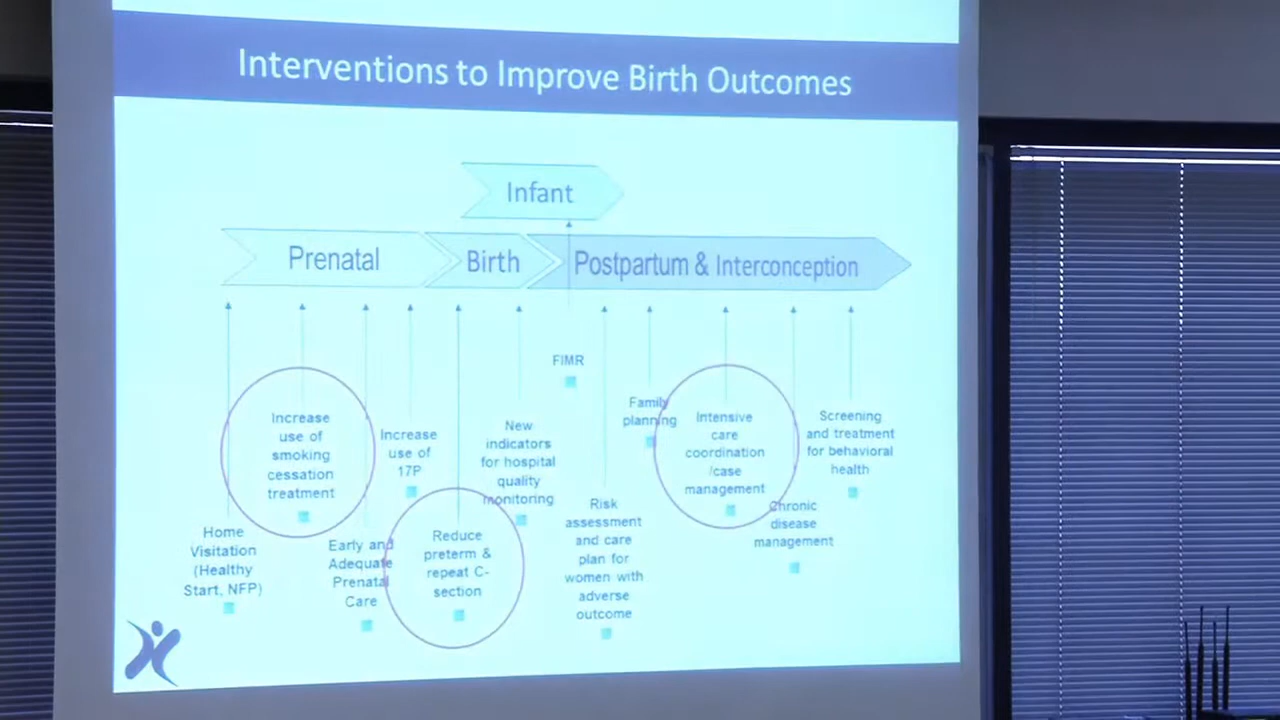 Interventions to Improve Birth Outcomes
Infant
Prenatal
Birth
Postpartum & Interconception
Home
Visitation
(Healthy
Start, NFP)
Increase
use of
smoking
cessation
treatment
Early and
Adequate
Prenatal
Care
Increase
use of
17P
Reduce
preterm &
repeat C-
section
New
indicators
for hospital
quality
monitoring
FIMR
Risk
assessment
and care
plan for
women with
adverse
outcome
Family
planning
Intensive
care
coordination
/case
management
Chronic
disease
management
Screening
and treatment
for behavioral
health